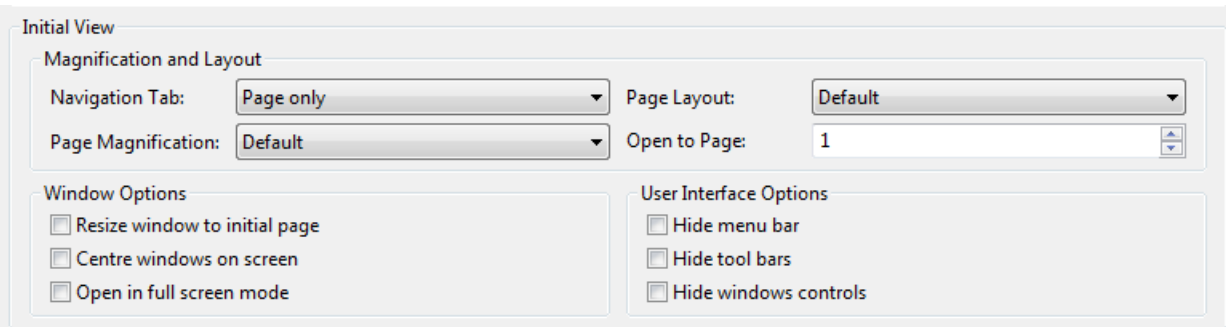 Initial View
Magnification and Layout
Navigation Tab: Page only Page Layout: Default
Page Magnification: Default Open to Page: 1
Window Options
Resize window to initial page
Centre windows on screen
Open in full screen mode
User Interface Options
Hide menu bar
Hide tool bars
Hide windows controls